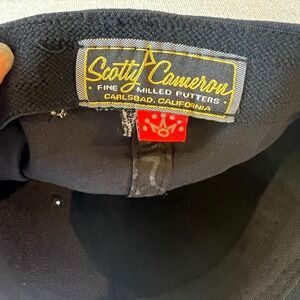 Scotty Cameron
FINE MILLED PUTTERS
CARLSBAD, CALIFORNIA